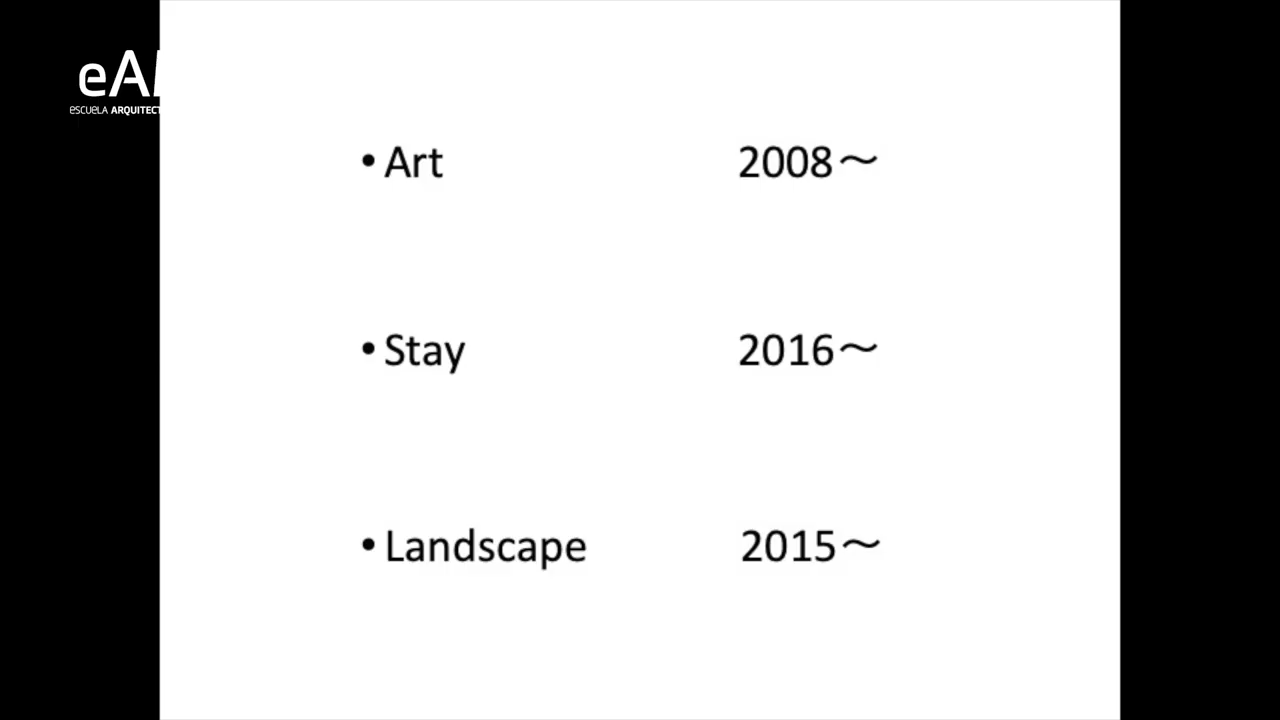 eA
ESCUELA ARQUITECT
• Art 2008～
• Stay 2016～
• Landscape 2015～